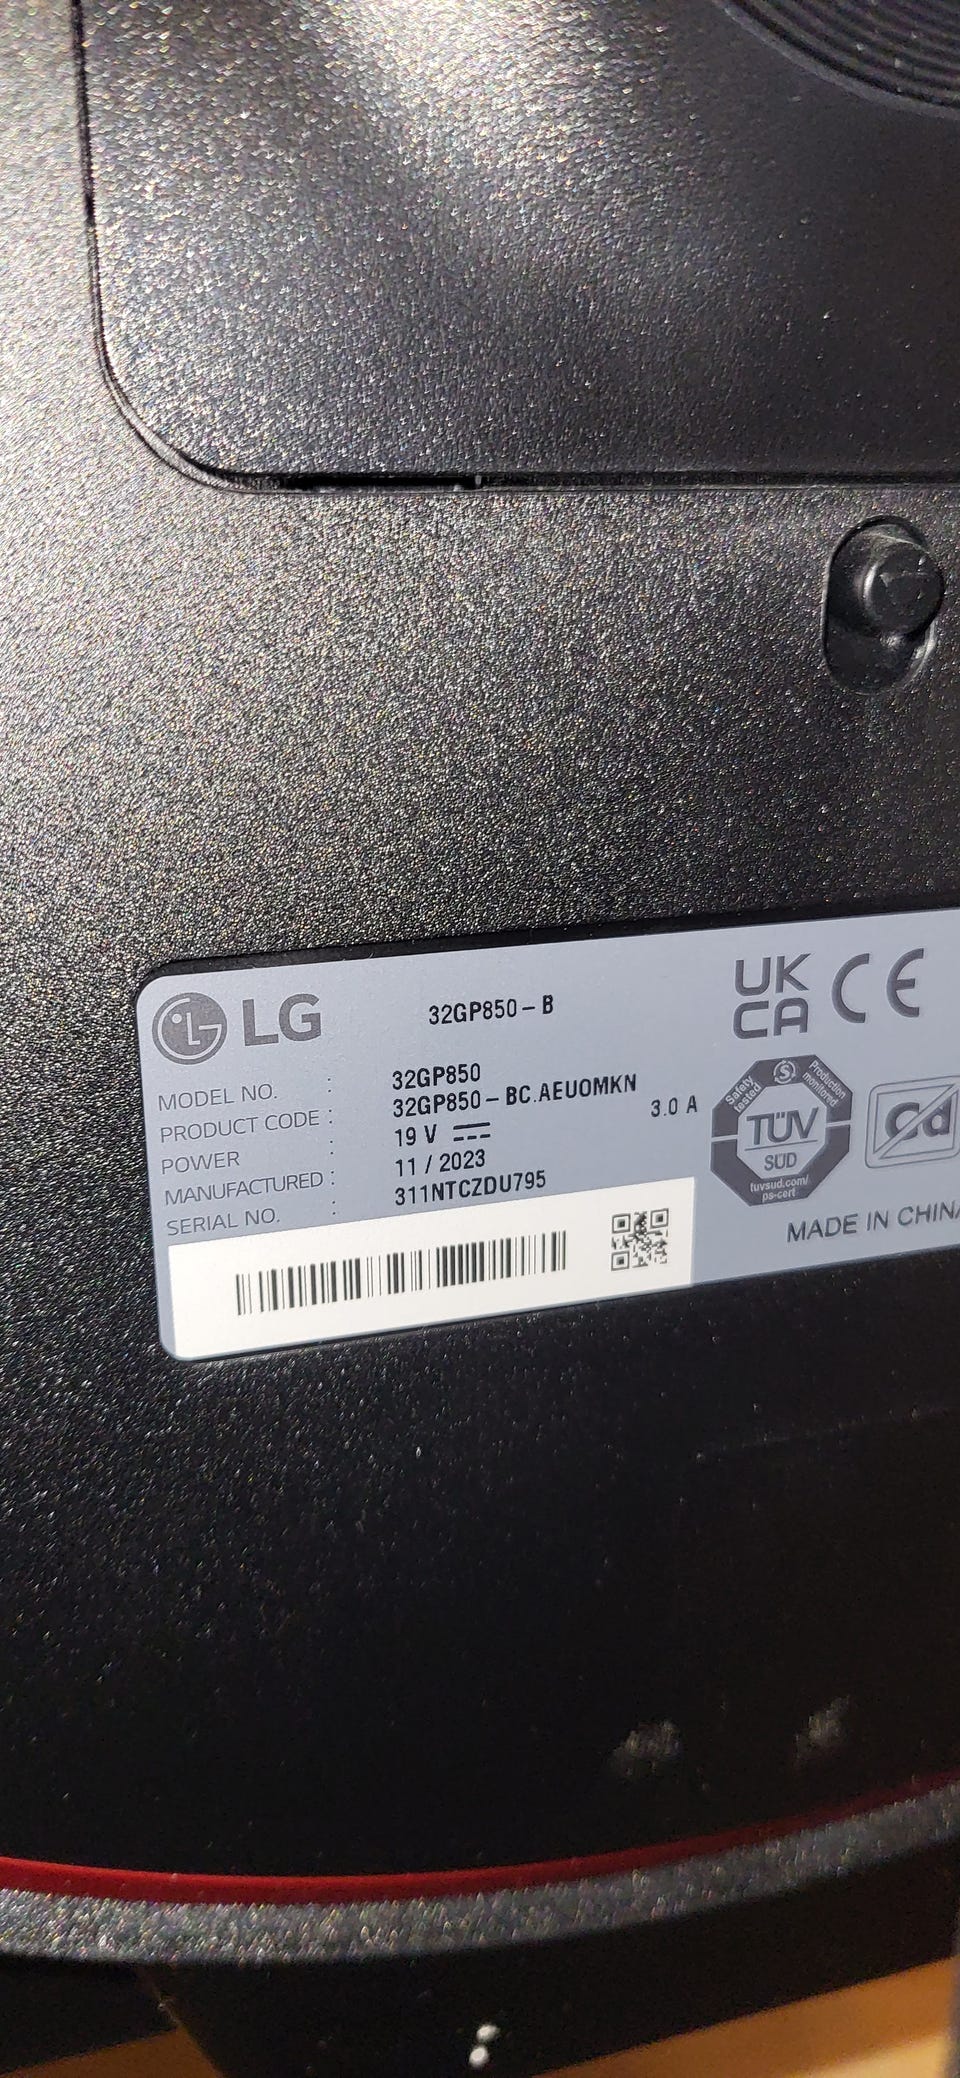 LG 32GP850-B
MODEL NO. : 32GP850
PRODUCT CODE : 32GP850-BC.AEUOMKN
POWER : 19 V ⎓ 3.0 A
MANUFACTURED : 11 / 2023
SERIAL NO. : 311NTCZDU795
UK
CA
CE
Safety tested
Production monitored
TÜV
SÜD
tuvsud.com/
ps-cert
Cd
MADE IN CHINA